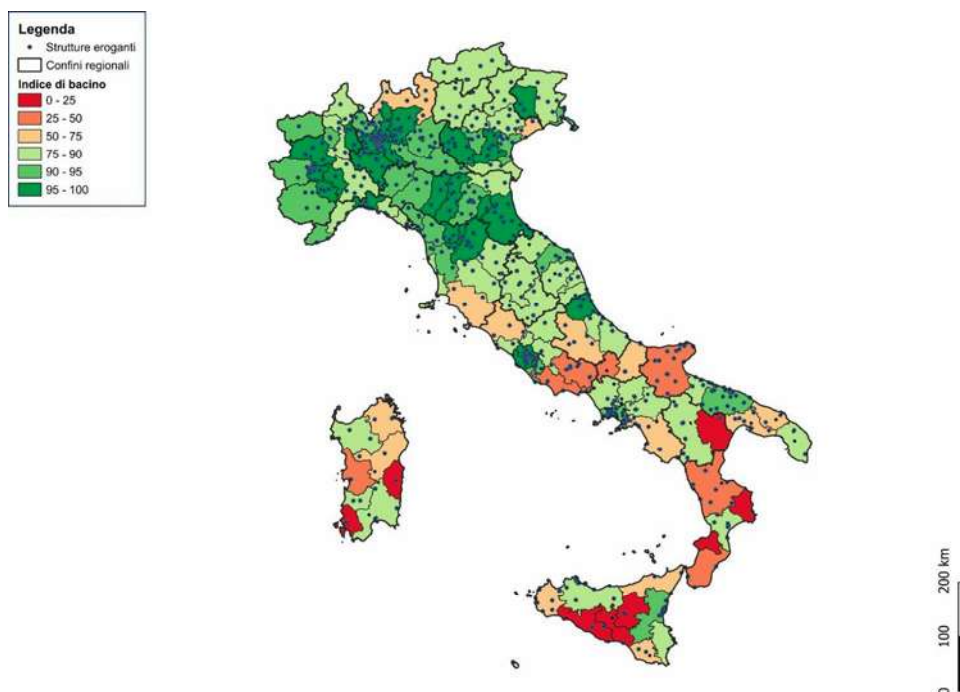 Legenda
Strutture eroganti
Confini regionali
Indice di bacino
0 - 25
25 - 50
50 - 75
75 - 90
90 - 95
95 - 100
200 km
100
0